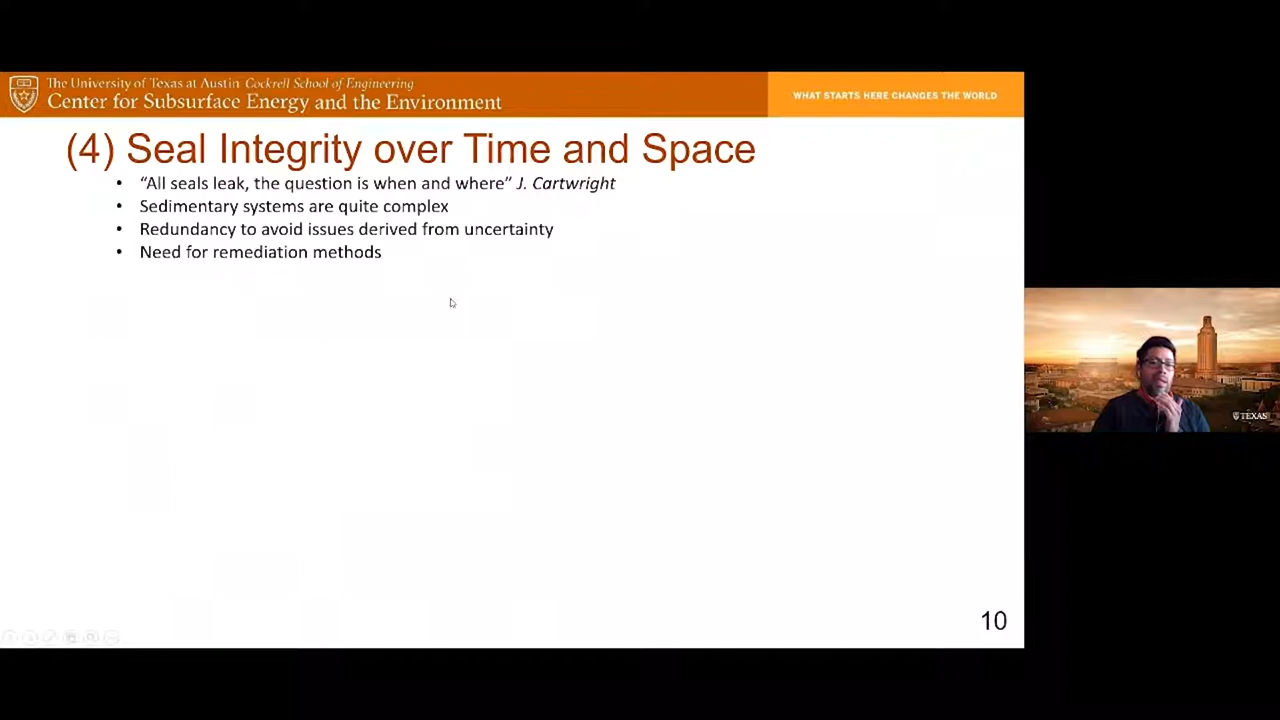 The University of Texas at Austin Cockrell School of Engineering
Center for Subsurface Energy and the Environment
WHAT STARTS HERE CHANGES THE WORLD
(4) Seal Integrity over Time and Space
• “All seals leak, the question is when and where” J. Cartwright
• Sedimentary systems are quite complex
• Redundancy to avoid issues derived from uncertainty
• Need for remediation methods
TEXAS
10